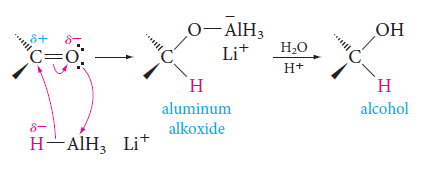 δ+ δ−
C=O:
H—AlH₃ Li⁺
δ−
O—AlH₃
Li⁺
C
H
aluminum
alkoxide
H₂O
H⁺
OH
C
H
alcohol